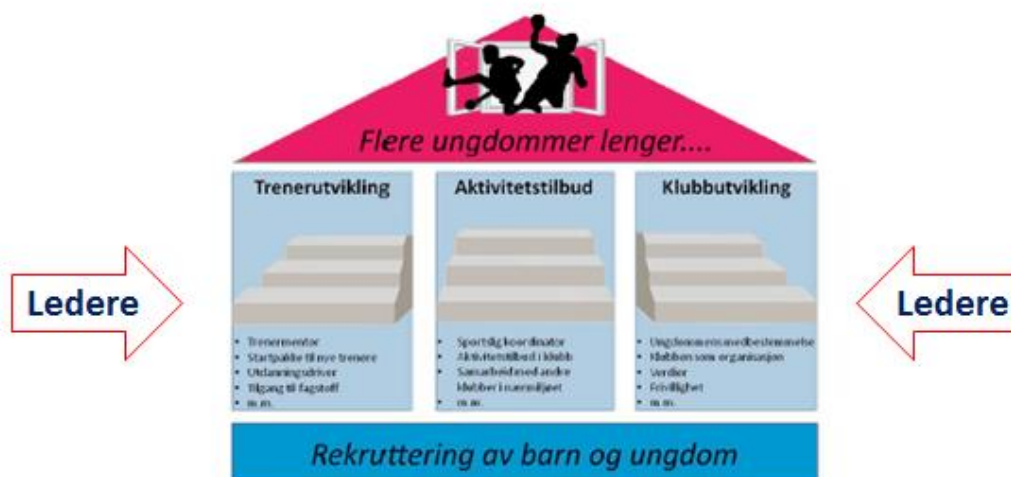 Flere ungdommer lenger....
Trenerutvikling
Aktivitetstilbud
Klubbutvikling
Ledere
Ledere
• Trenermentor
• Startpakke til nye trenere
• Utdanningsdriver
• Tilgang til fagstoff
• m.m.
• Sportslig koordinator
• Aktivitetstilbud i klubb
• Samarbeid med andre
klubber i nærmiljøet
• m.m.
• Ungdommens medbestemmelse
• Klubben som organisasjon
• Verdier
• Frivillighet
• m.m.
Rekruttering av barn og ungdom